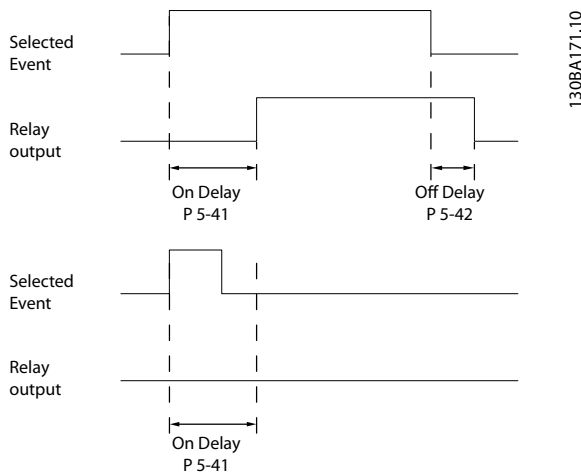 Selected
Event
Relay
output
On Delay
P 5-41
Off Delay
P 5-42
Selected
Event
Relay
output
On Delay
P 5-41
130BA171.10